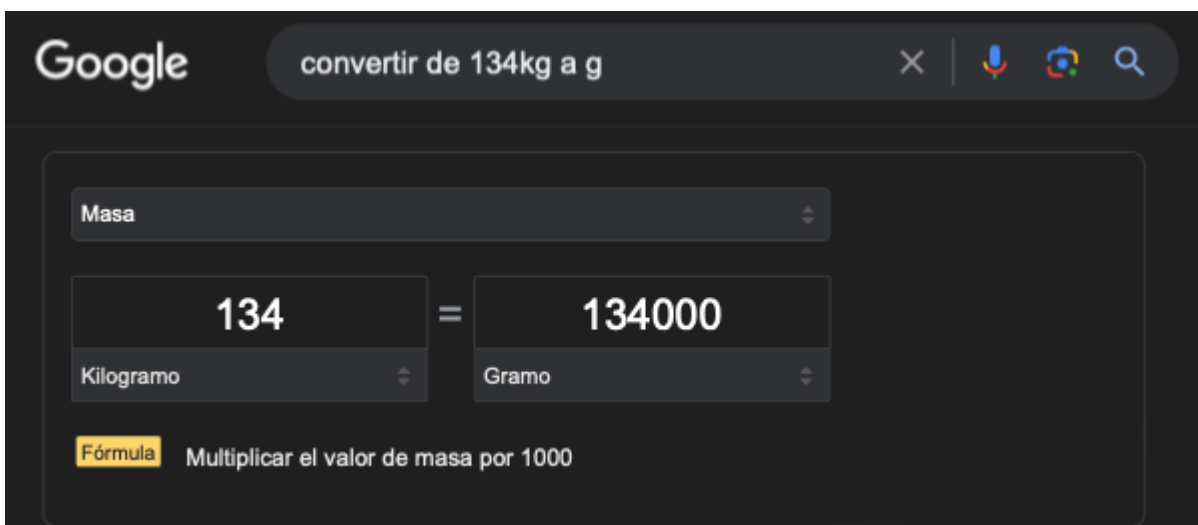 Google convertir de 134kg a g
Masa
134 = 134000
Kilogramo Gramo
Fórmula Multiplicar el valor de masa por 1000